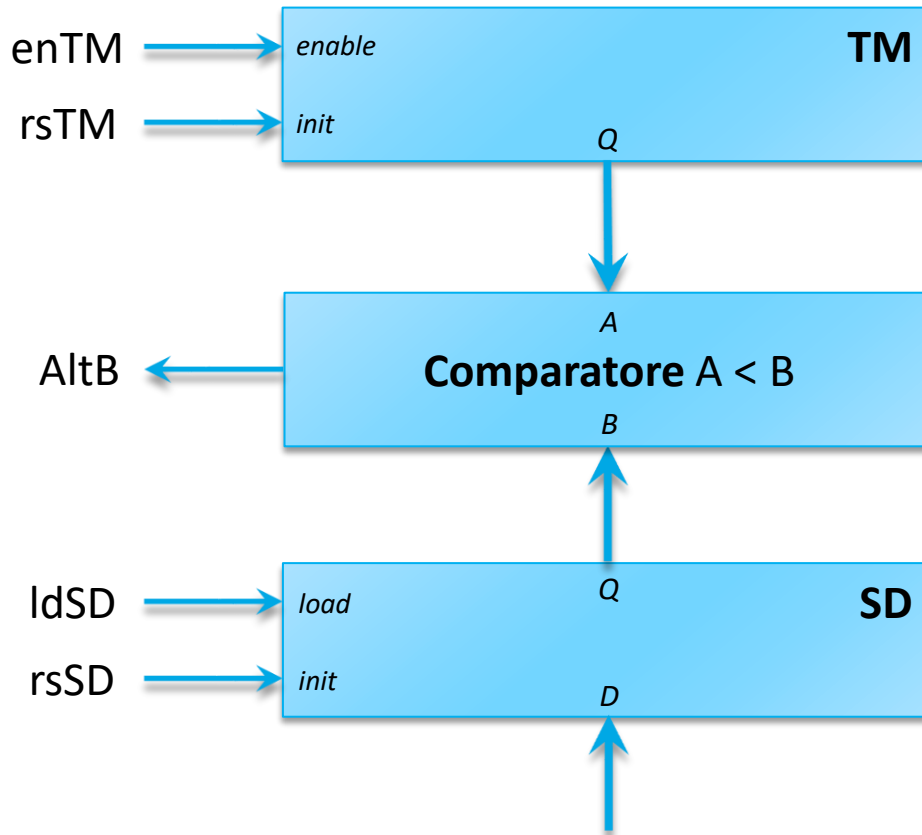 enTM enable TM
rsTM init
Q
A
AltB Comparatore A < B
B
ldSD load Q SD
rsSD init
D